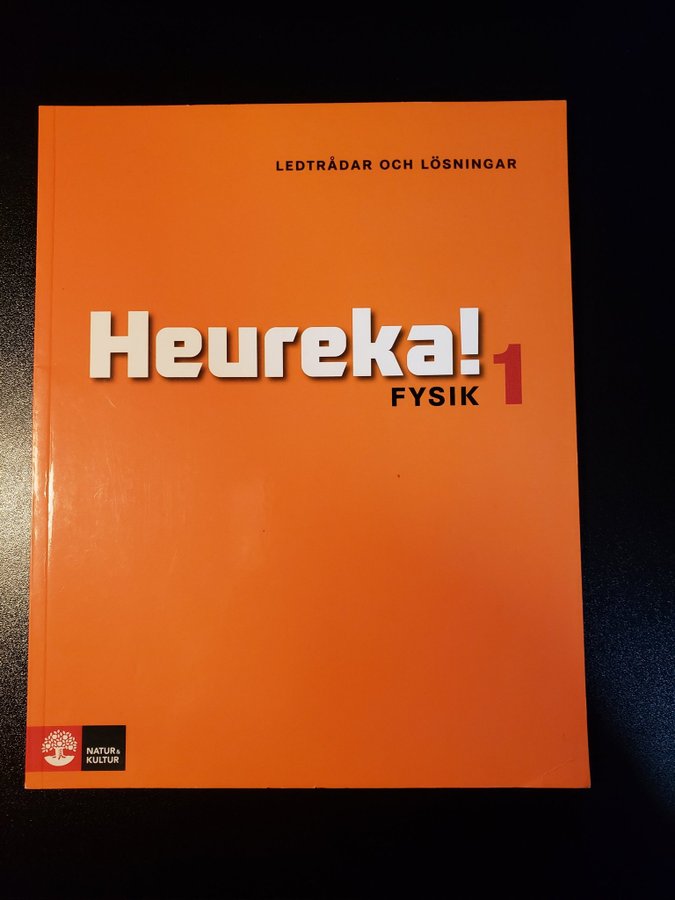 LEDTRÅDAR OCH LÖSNINGAR
Heureka!
FYSIK 1
NATUR &
KULTUR